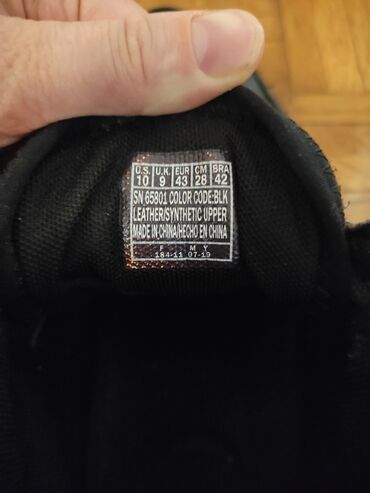 U.S. U.K. EUR CM BRA
10 9 43 28 42
SN 65801 COLOR CODE:BLK
LEATHER/SYNTHETIC UPPER
MADE IN CHINA/HECHO EN CHINA
F M Y
184-11 07-19